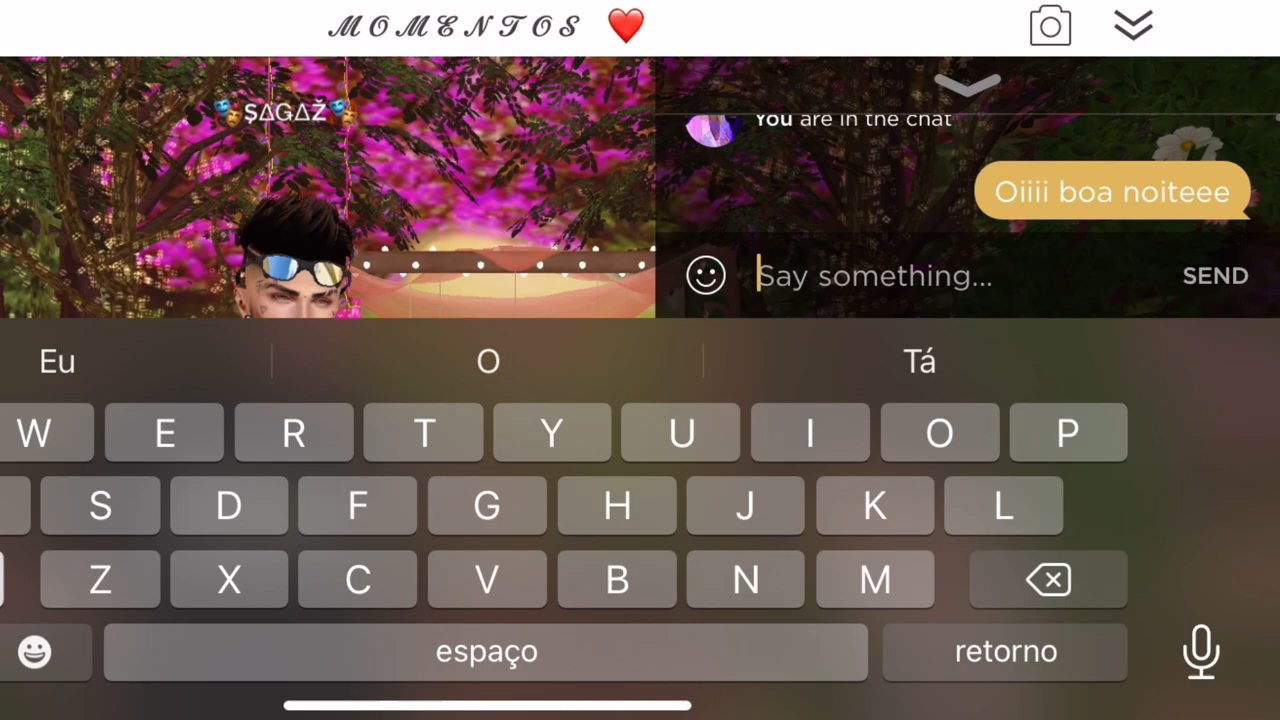 𝓜𝓞𝓜𝓔𝓝𝓣𝓞𝓢 ❤️
🎭ŞΔGΔŽ🎭
You are in the chat
Oiiii boa noiteee
Say something...
SEND
Eu
O
Tá
W E R T Y U I O P
S D F G H J K L
Z X C V B N M
espaço
retorno